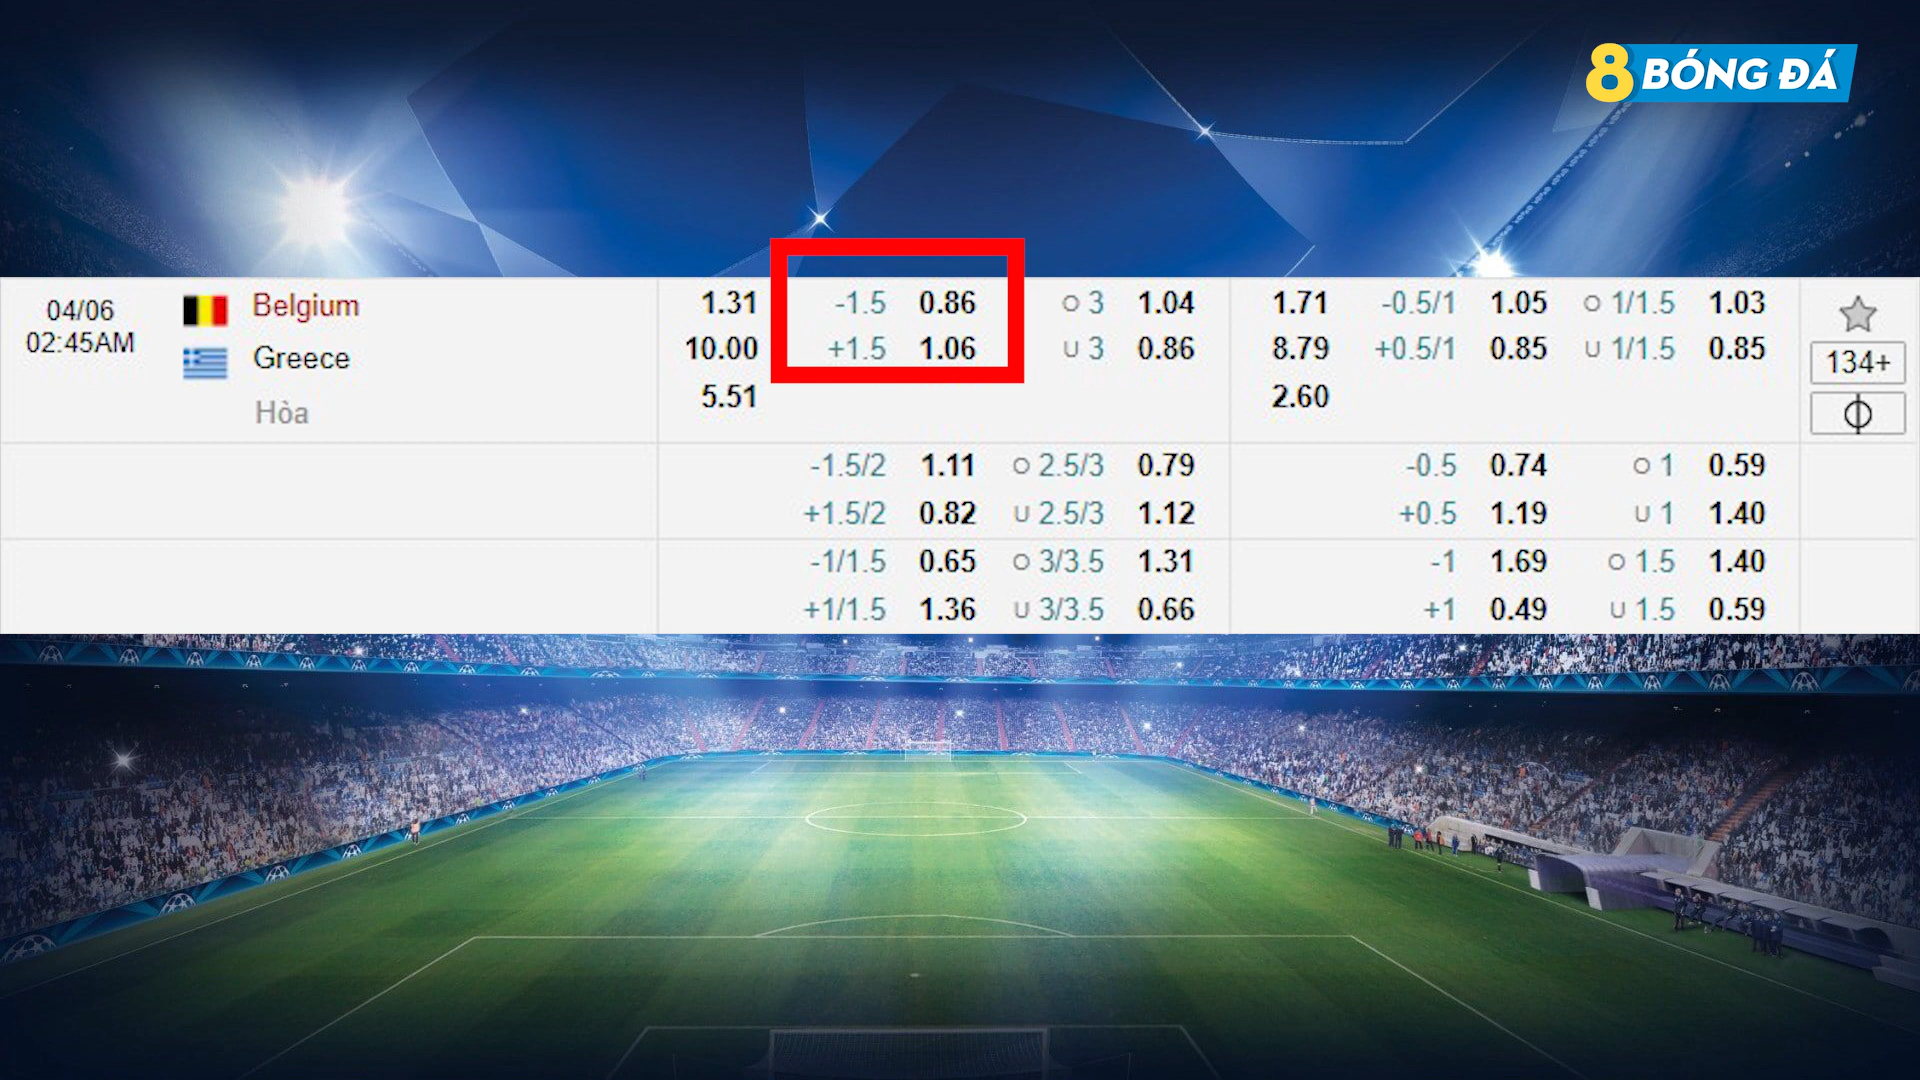 8 BÓNG ĐÁ
04/06 Belgium 1.31 -1.5 0.86 O 3 1.04 1.71 -0.5/1 1.05 O 1/1.5 1.03
02:45AM Greece 10.00 +1.5 1.06 U 3 0.86 8.79 +0.5/1 0.85 U 1/1.5 0.85 134+
Hòa 5.51 2.60
-1.5/2 1.11 O 2.5/3 0.79 -0.5 0.74 O 1 0.59
+1.5/2 0.82 U 2.5/3 1.12 +0.5 1.19 U 1 1.40
-1/1.5 0.65 O 3/3.5 1.31 -1 1.69 O 1.5 1.40
+1/1.5 1.36 U 3/3.5 0.66 +1 0.49 U 1.5 0.59